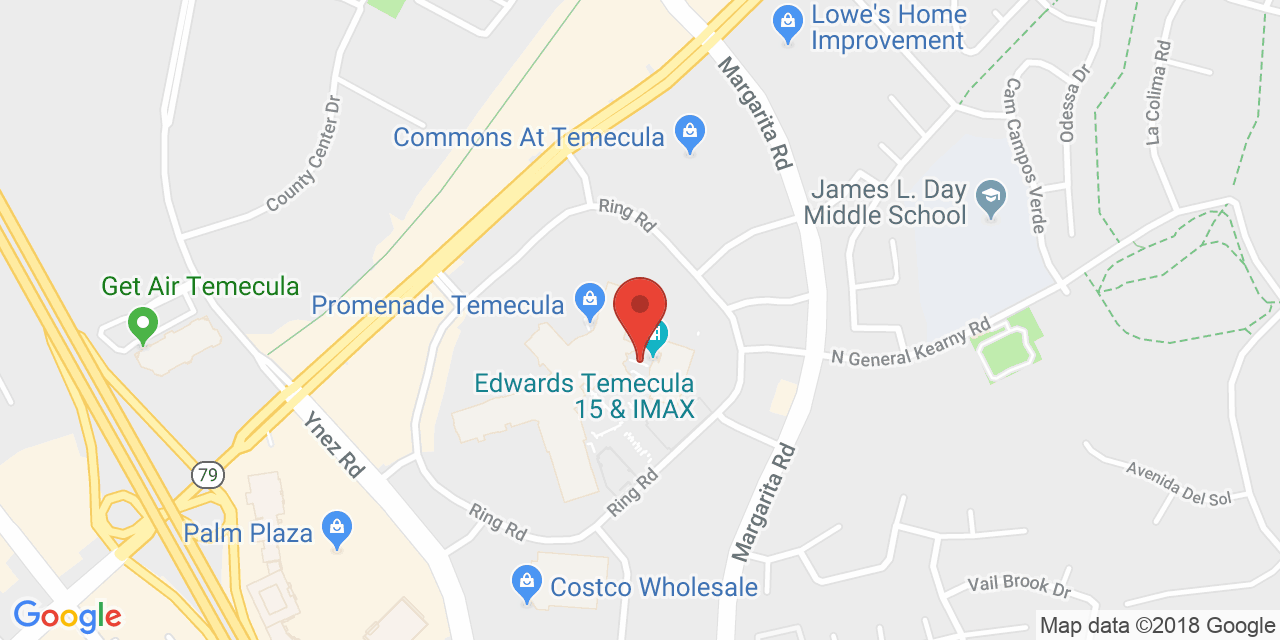 Lowe's Home
Improvement
Margarita Rd
Odessa Dr
La Colima Rd
Cam Campos Verde
County Center Dr
Commons At Temecula
James L. Day
Middle School
Ring Rd
Get Air Temecula
Promenade Temecula
N General Kearny Rd
Edwards Temecula
15 & IMAX
Ynez Rd
79
Margarita Rd
Avenida Del Sol
Ring Rd
Ring Rd
Palm Plaza
Costco Wholesale
Vail Brook Dr
Google
Map data ©2018 Google